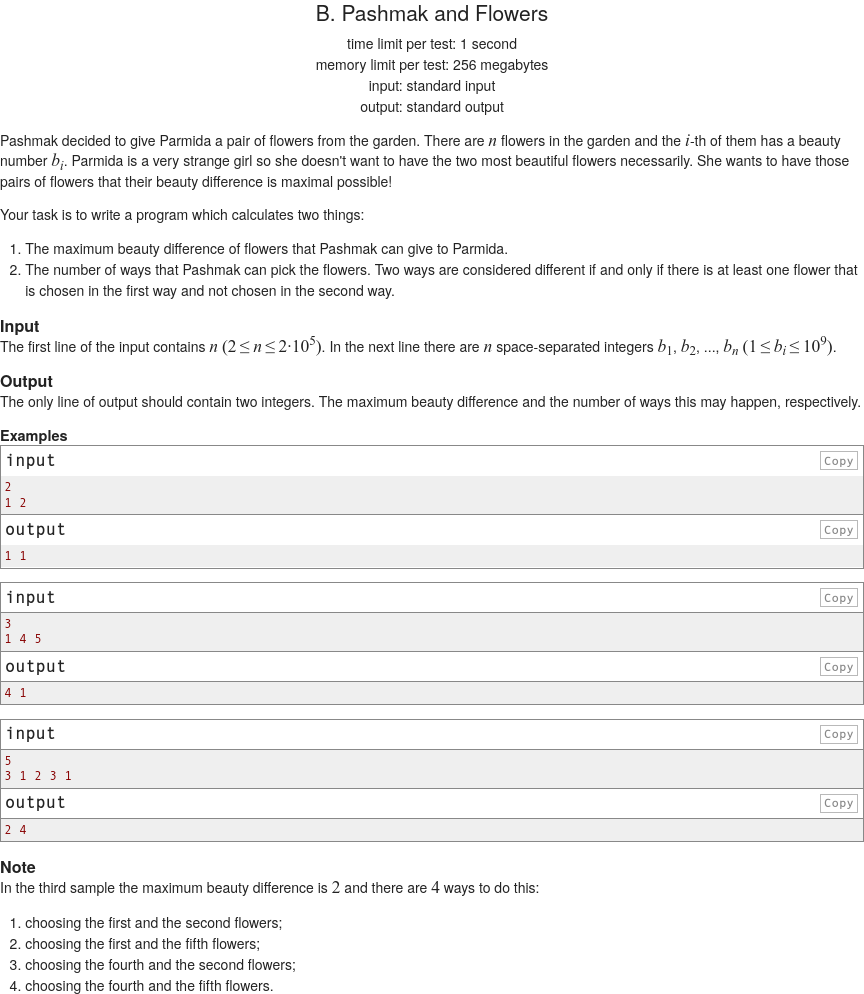 B. Pashmak and Flowers
time limit per test: 1 second
memory limit per test: 256 megabytes
input: standard input
output: standard output
Pashmak decided to give Parmida a pair of flowers from the garden. There are n flowers in the garden and the i-th of them has a beauty
number bᵢ. Parmida is a very strange girl so she doesn't want to have the two most beautiful flowers necessarily. She wants to have those
pairs of flowers that their beauty difference is maximal possible!
Your task is to write a program which calculates two things:
1. The maximum beauty difference of flowers that Pashmak can give to Parmida.
2. The number of ways that Pashmak can pick the flowers. Two ways are considered different if and only if there is at least one flower that
is chosen in the first way and not chosen in the second way.
Input
The first line of the input contains n (2 ≤ n ≤ 2·10⁵). In the next line there are n space-separated integers b₁, b₂, ..., bₙ (1 ≤ bᵢ ≤ 10⁹).
Output
The only line of output should contain two integers. The maximum beauty difference and the number of ways this may happen, respectively.
Examples
input Copy
2
1 2
output Copy
1 1
input Copy
3
1 4 5
output Copy
4 1
input Copy
5
3 1 2 3 1
output Copy
2 4
Note
In the third sample the maximum beauty difference is 2 and there are 4 ways to do this:
1. choosing the first and the second flowers;
2. choosing the first and the fifth flowers;
3. choosing the fourth and the second flowers;
4. choosing the fourth and the fifth flowers.